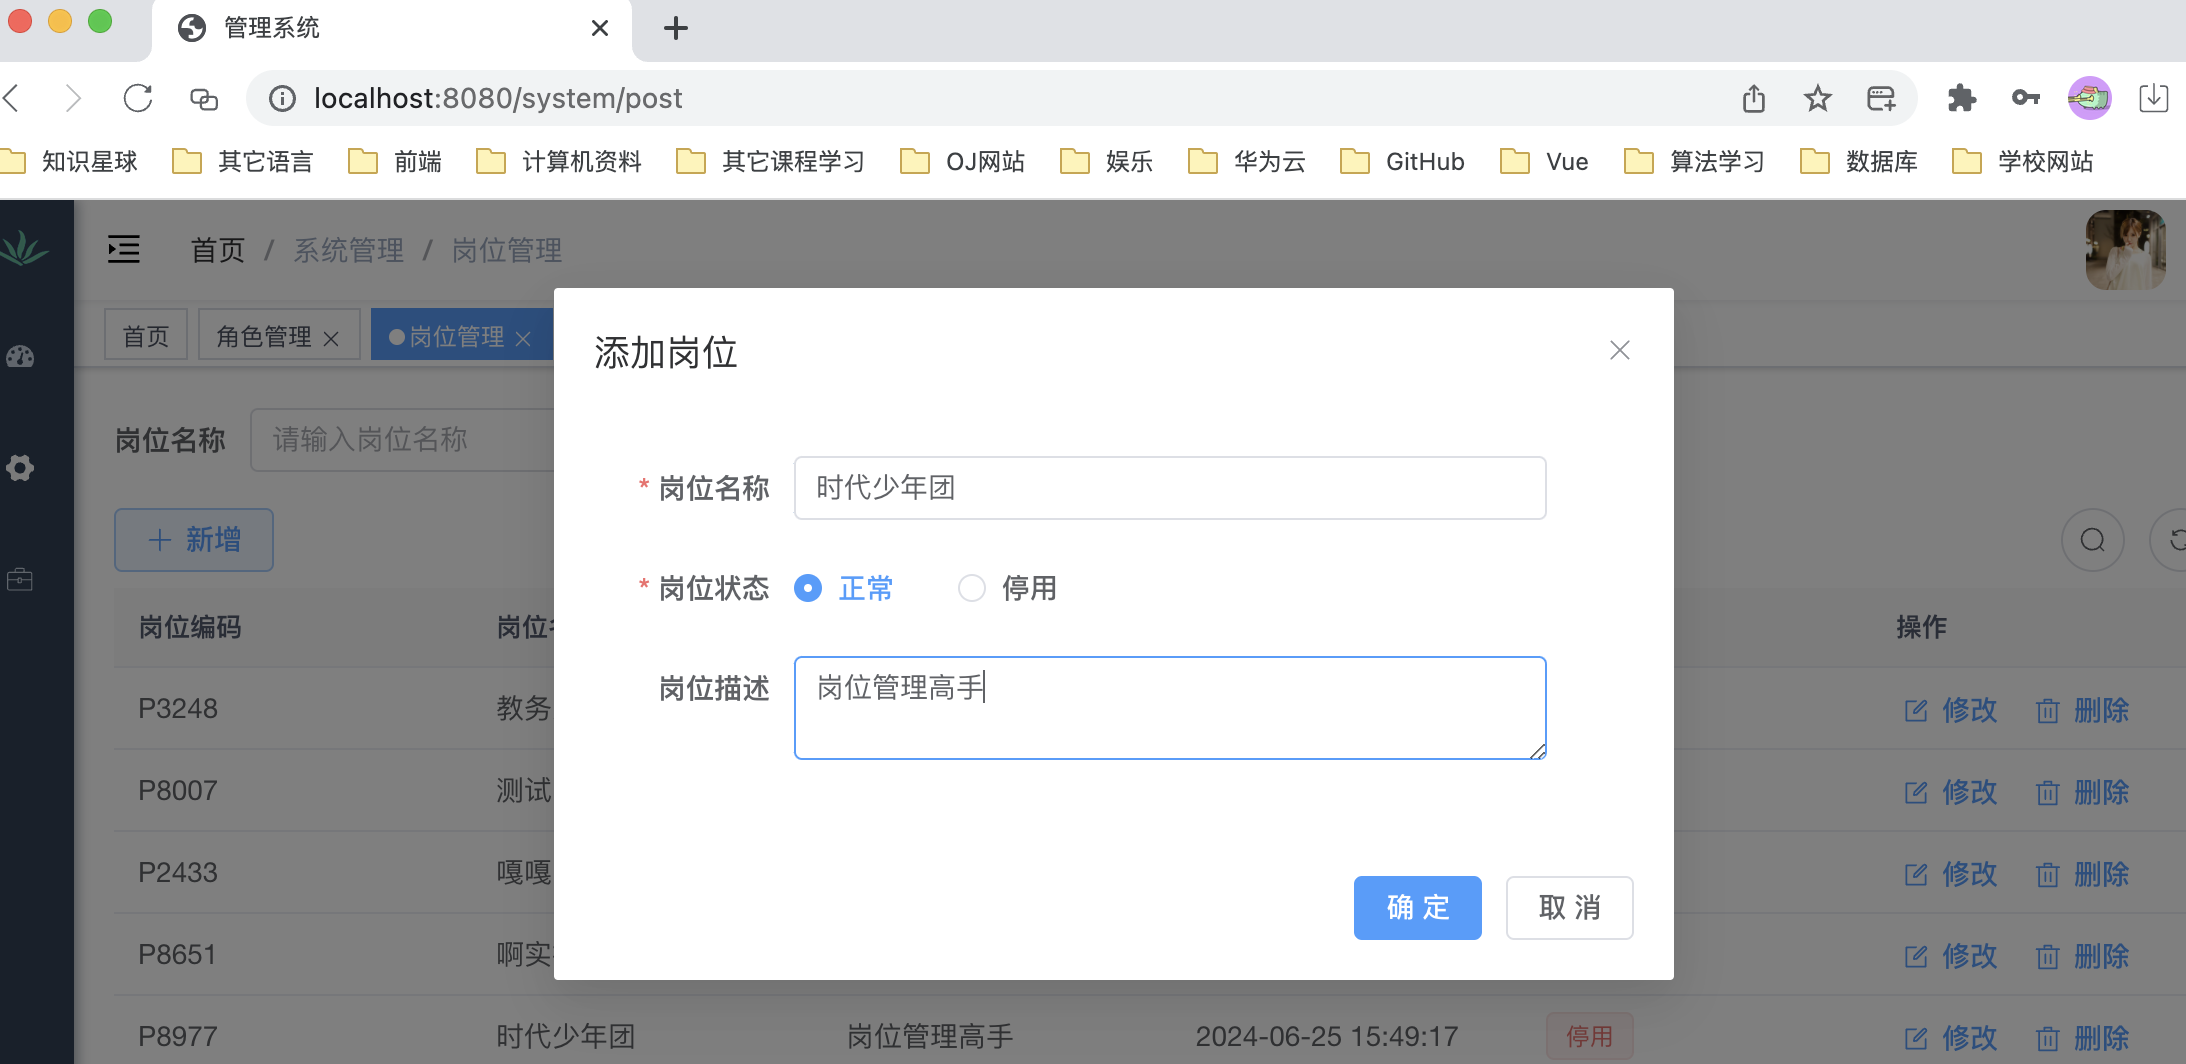 管理系统
localhost:8080/system/post
知识星球 其它语言 前端 计算机资料 其它课程学习 OJ网站 娱乐 华为云 GitHub Vue 算法学习 数据库 学校网站
首页 / 系统管理 / 岗位管理
首页 角色管理 岗位管理
添加岗位
岗位名称 请输入岗位名称
* 岗位名称 时代少年团
+ 新增
* 岗位状态 正常 停用
岗位编码 岗位 操作
岗位描述 岗位管理高手
P3248 教务 修改 删除
P8007 测试 修改 删除
P2433 嘎嘎 修改 删除
确定 取消
P8651 啊实 修改 删除
P8977 时代少年团 岗位管理高手 2024-06-25 15:49:17 停用 修改 删除